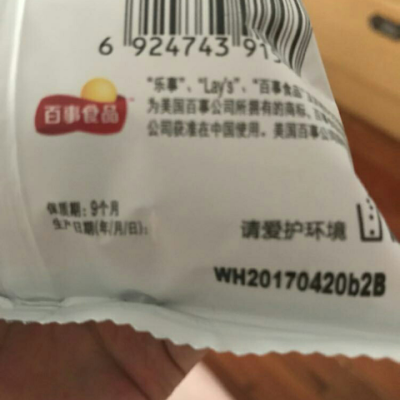 6 924743 91
“乐事”、“Lay's”、“百事食品”
为美国百事公司所拥有的商标，百事
公司获准在中国使用。美国百事公
百事食品
保质期：9个月
生产日期(年/月/日)：
请爱护环境
WH20170420b2B